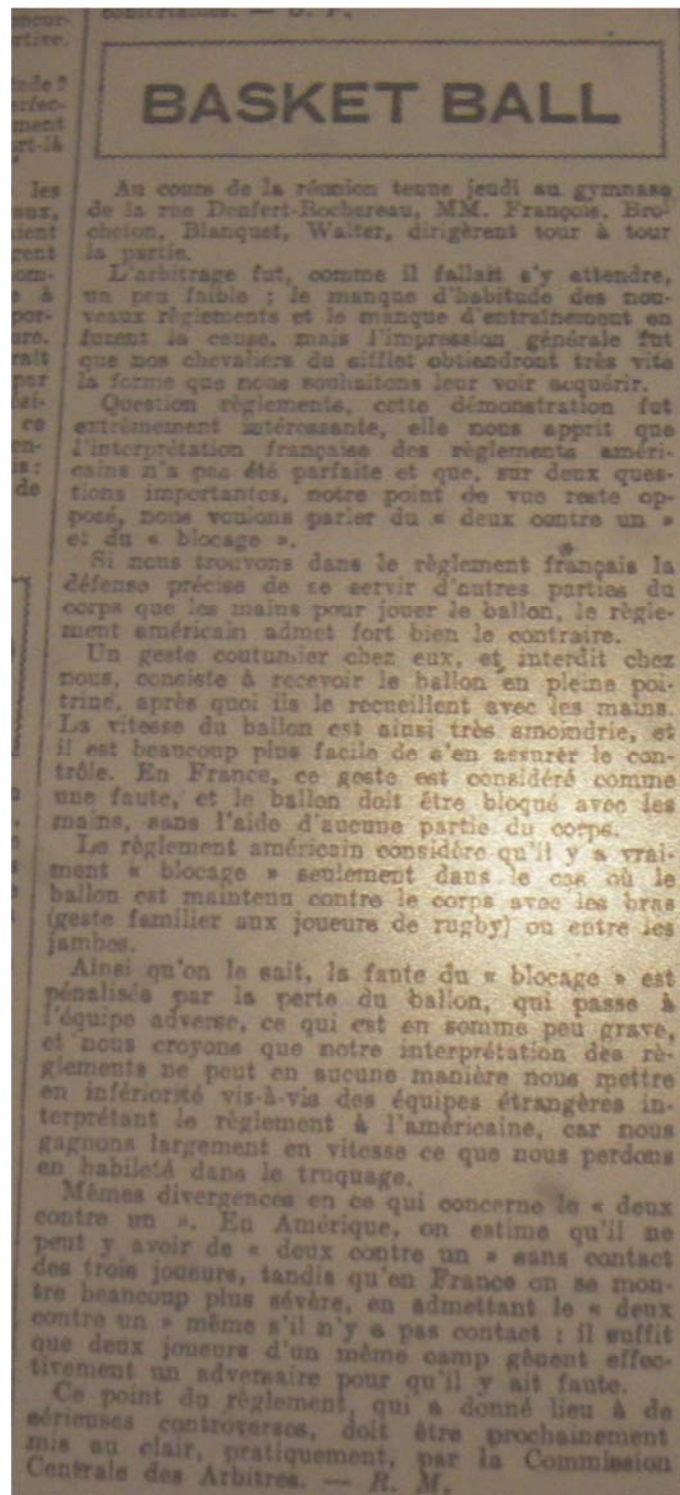 BASKET BALL
Au cours de la réunion tenue jeudi au gymnase
de la rue Denfert-Rochereau, MM. François, Bro-
cheton, Blanquet, Walter, dirigèrent tour à tour
la partie.
L'arbitrage fut, comme il fallait s'y attendre,
un peu faible ; le manque d'habitude des nou-
veaux règlements et le manque d'entraînement en
furent la cause, mais l'impression générale fut
que nos chevaliers du sifflet obtiendront très vite
la forme que nous souhaitons leur voir acquérir.
Question règlements, cette démonstration fut
extrêmement intéressante, elle nous apprit que
l'interprétation française des règlements améri-
cains n'a pas été parfaite et que, sur deux ques-
tions importantes, notre point de vue reste op-
posé, nous voulons parler du « deux contre un »
et du « blocage ».
Si nous trouvons dans le règlement français la
défense précise de se servir d'autres parties du
corps que les mains pour jouer le ballon, le règle-
ment américain admet fort bien le contraire.
Un geste coutumier chez eux, et interdit chez
nous, consiste à recevoir le ballon en pleine poi-
trine, après quoi ils le recueillent avec les mains.
La vitesse du ballon est ainsi très amoindrie, et
il est beaucoup plus facile de s'en assurer le con-
trôle. En France, ce geste est considéré comme
une faute, et le ballon doit être bloqué avec les
mains, sans l'aide d'aucune partie du corps.
Le règlement américain considère qu'il y a vrai-
ment « blocage » seulement dans le cas où le
ballon est maintenu contre le corps avec les bras
(geste familier aux joueurs de rugby) ou entre les
jambes.
Ainsi qu'on le sait, la faute du « blocage » est
pénalisée par la perte du ballon, qui passe à
l'équipe adverse, ce qui est en somme peu grave,
et nous croyons que notre interprétation des rè-
glements ne peut en aucune manière nous mettre
en infériorité vis-à-vis des équipes étrangères in-
terprétant le règlement à l'américaine, car nous
gagnons largement en vitesse ce que nous perdons
en habileté dans le truquage.
Mêmes divergences en ce qui concerne le « deux
contre un ». En Amérique, on estime qu'il ne
peut y avoir de « deux contre un » sans contact
des trois joueurs, tandis qu'en France on se mon-
tre beaucoup plus sévère, en admettant le « deux
contre un » même s'il n'y a pas contact ; il suffit
que deux joueurs d'un même camp gênent effec-
tivement un adversaire pour qu'il y ait faute.
Ce point du règlement, qui a donné lieu à de
sérieuses controverses, doit être prochainement
mis au clair, pratiquement, par la Commission
Centrale des Arbitres. — R. M.